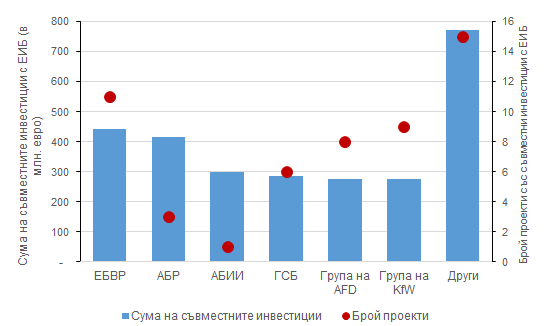 Сума на съвместните инвестиции с ЕИБ (в
млн. евро)
800
700
600
500
400
300
200
100
-
16
14
12
10
8
6
4
2
0
Брой проекти със съвместни инвестиции с ЕИБ
ЕБВР
АБР
АБИИ
ГСБ
Група на
AFD
Група на
KfW
Други
Сума на съвместните инвестиции
Брой проекти